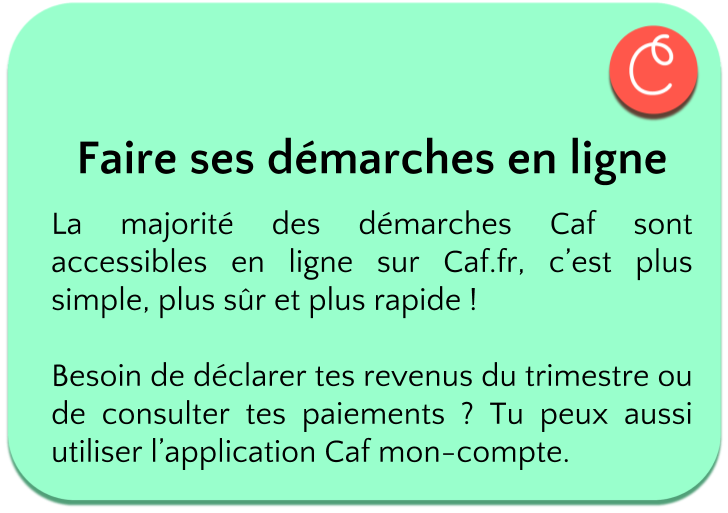 C
Faire ses démarches en ligne
La majorité des démarches Caf sont
accessibles en ligne sur Caf.fr, c’est plus
simple, plus sûr et plus rapide !
Besoin de déclarer tes revenus du trimestre ou
de consulter tes paiements ? Tu peux aussi
utiliser l’application Caf mon-compte.